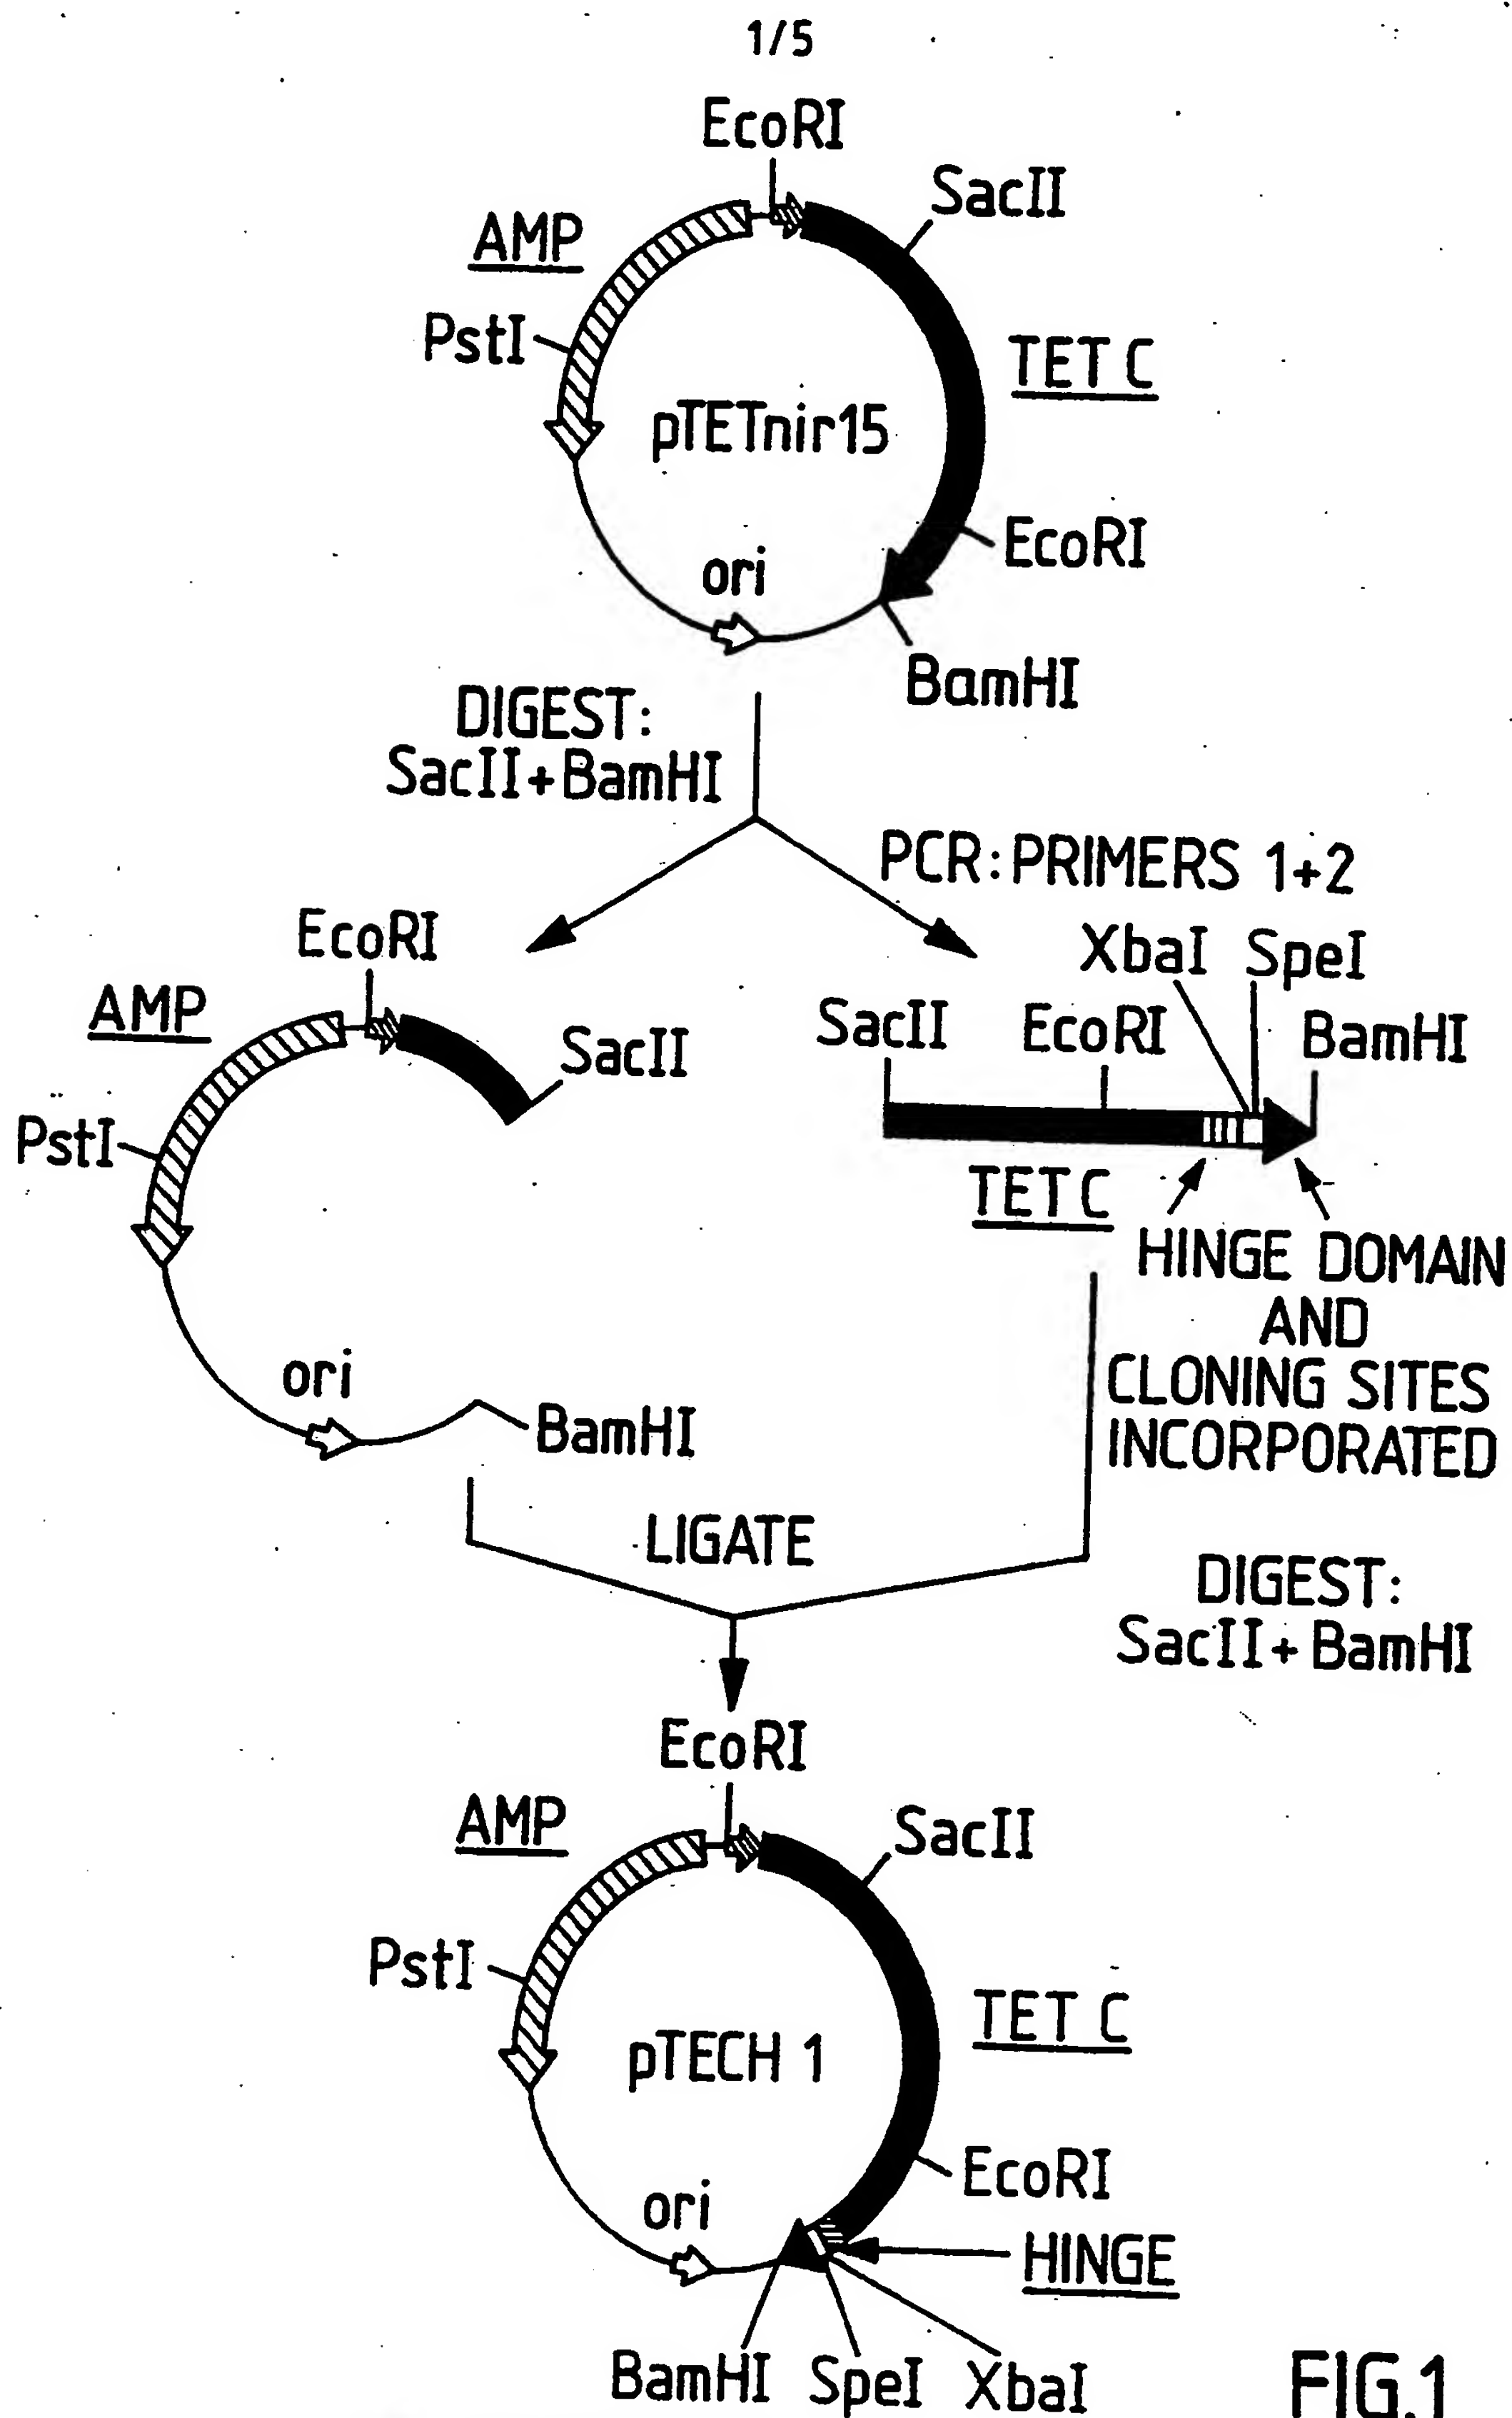 1/5
EcoRI
SacII
AMP
PstI
TET C
pTETnir15
EcoRI
ori
BamHI
DIGEST:
SacII+BamHI
PCR:PRIMERS 1+2
EcoRI
XbaI SpeI
AMP
SacII
EcoRI
BamHI
SacII
PstI
TET C
HINGE DOMAIN
AND
CLONING SITES
INCORPORATED
ori
BamHI
LIGATE
DIGEST:
SacII+BamHI
EcoRI
AMP
SacII
PstI
TET C
pTECH 1
EcoRI
ori
HINGE
BamHI SpeI XbaI
FIG.1